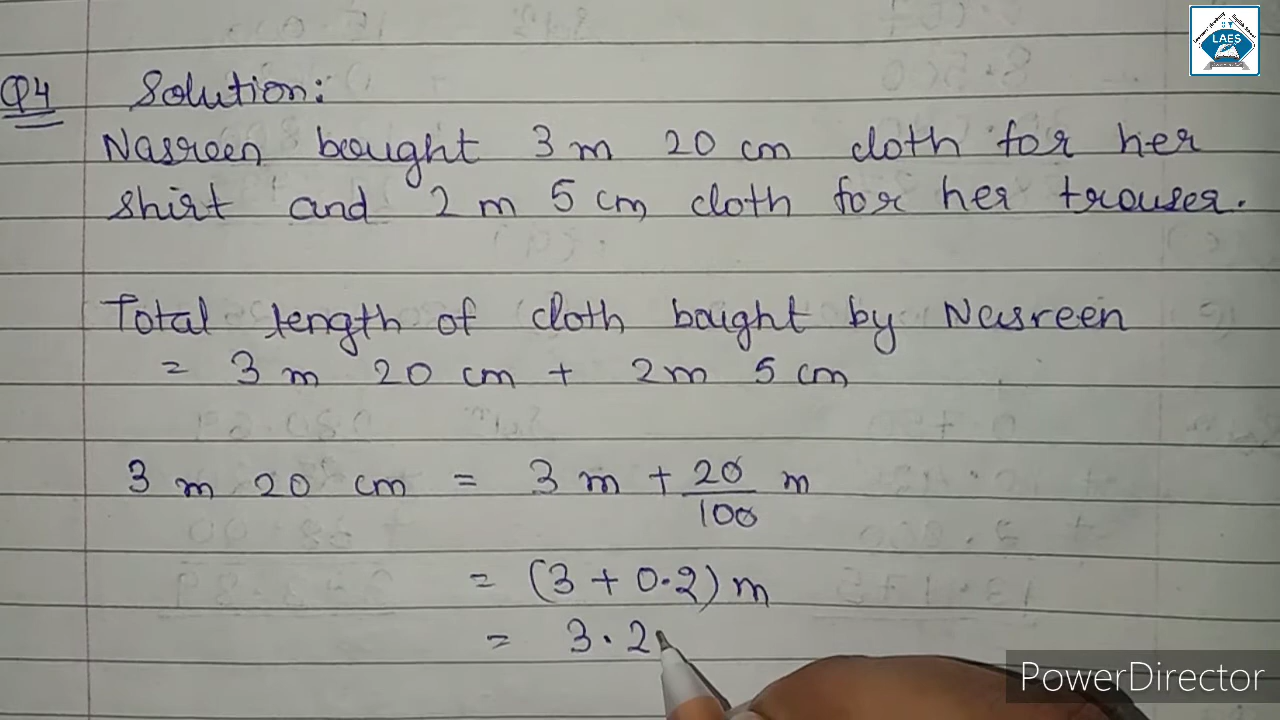 LAES
Q4 Solution:
Nasreen bought 3 m 20 cm cloth for her
shirt and 2 m 5 cm cloth for her trouser.
Total length of cloth bought by Nasreen
= 3 m 20 cm + 2m 5 cm
3 m 20 cm = 3 m + 20/100 m
= (3 + 0.2) m
= 3.2
PowerDirector